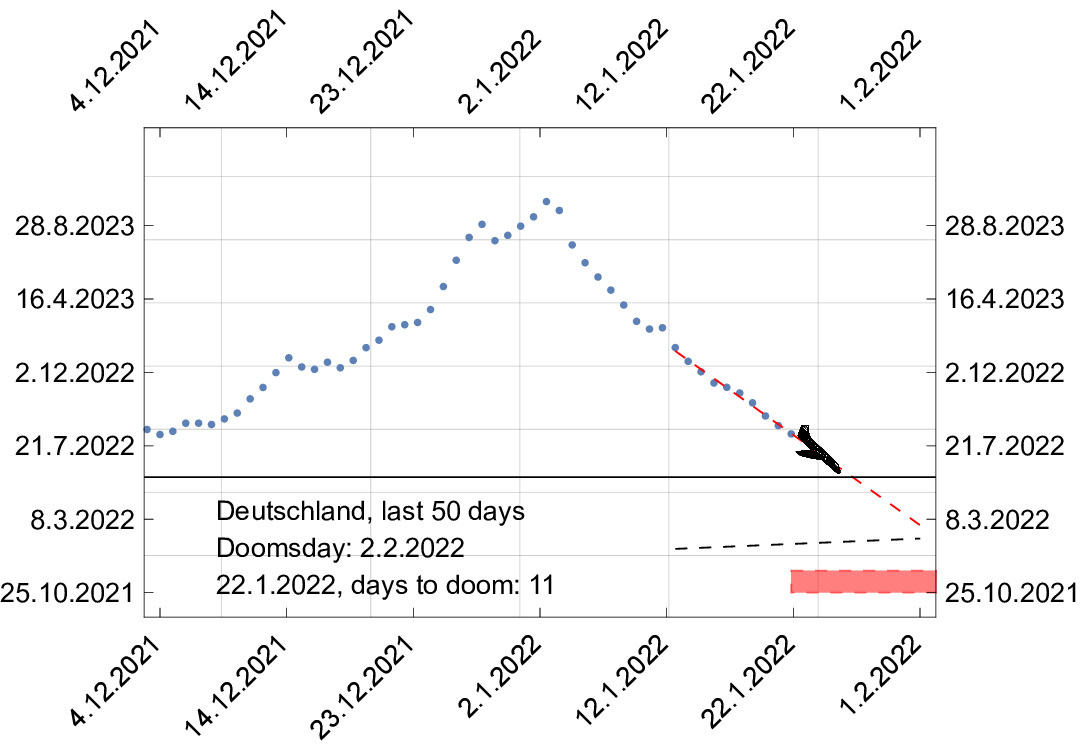 4.12.2021 14.12.2021 23.12.2021 2.1.2022 12.1.2022 22.1.2022 1.2.2022
28.8.2023 28.8.2023
16.4.2023 16.4.2023
2.12.2022 2.12.2022
21.7.2022 21.7.2022
Deutschland, last 50 days
8.3.2022 8.3.2022
Doomsday: 2.2.2022
22.1.2022, days to doom: 11
25.10.2021 25.10.2021
4.12.2021 14.12.2021 23.12.2021 2.1.2022 12.1.2022 22.1.2022 1.2.2022